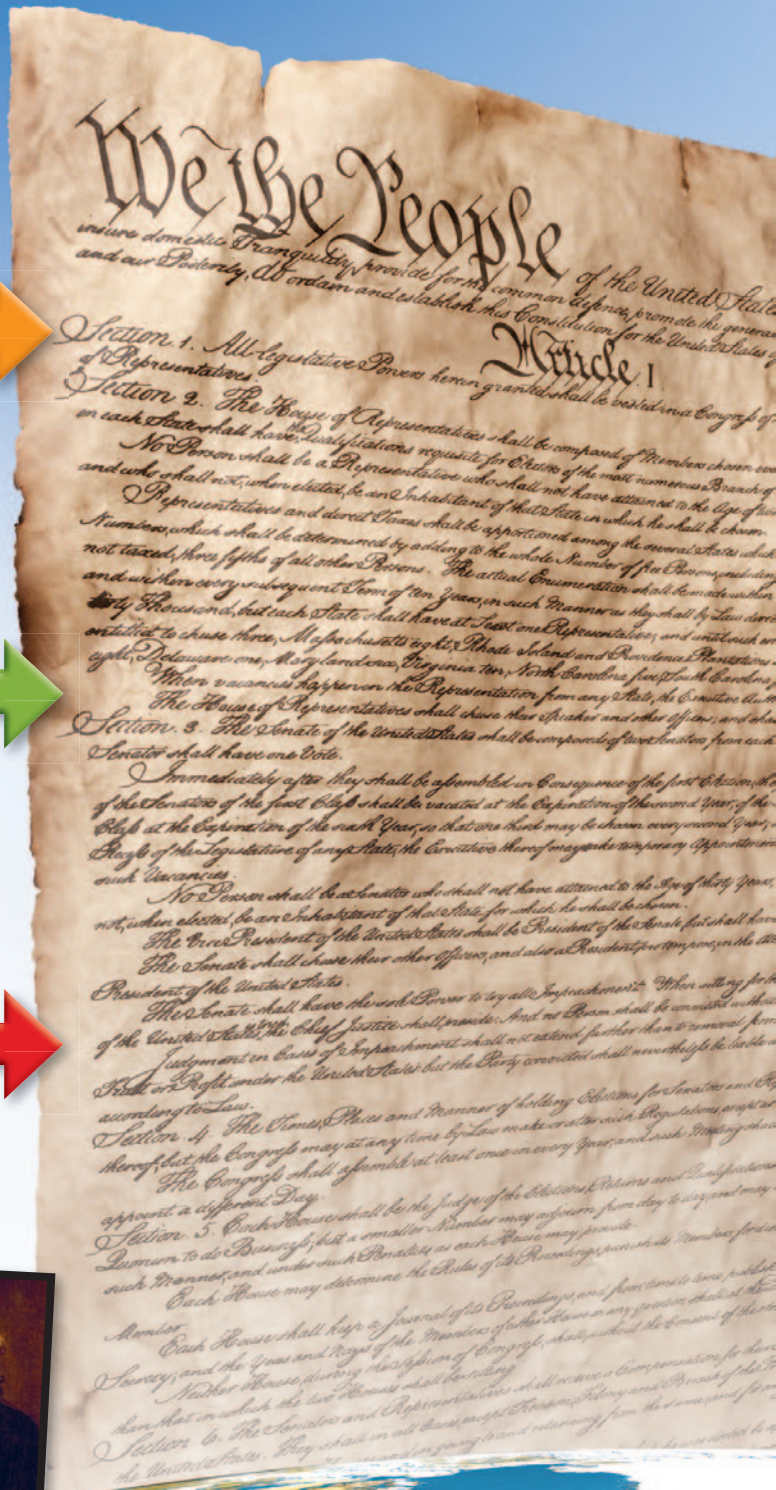 We the People
of the United States
insure domestic Tranquility, provide for the common defence, promote the general
and our Posterity, do ordain and establish this Constitution for the United States
Article I
Section 1. All legislative Powers herein granted shall be vested in a Congress of
of Representatives.
Section 2. The House of Representatives shall be composed of Members chosen
in each State shall have the Qualifications requisite for Electors of the most numerous Branch of
No Person shall be a Representative who shall not have attained to the Age of
and who shall not, when elected, be an Inhabitant of that State in which he shall be chosen.
Representatives and direct Taxes shall be apportioned among the several States which
Numbers, which shall be determined by adding to the whole Number of free Persons, including
not taxed, three fifths of all other Persons. The actual Enumeration shall be made within
and within every subsequent Term of ten Years, in such Manner as they shall by Law direct
thirty Thousand, but each State shall have at Least one Representative; and until such
entitled to chuse three, Massachusetts eight, Rhode Island and Providence Plantations
eight, Delaware one, Maryland six, Virginia ten, North Carolina five, South Carolina
When vacancies happen in the Representation from any State, the Executive
The House of Representatives shall chuse their Speaker and other Officers; and
Section. 3. The Senate of the United States shall be composed of two Senators from each
Senator shall have one Vote.
Immediately after they shall be assembled in Consequence of the first Election,
of the Senators of the first Class shall be vacated at the Expiration of the second Year, of the
Class at the Expiration of the sixth Year, so that one third may be chosen every second Year;
Recess of the Legislature of any State, the Executive thereof may make temporary Appointments
such Vacancies.
No Person shall be a Senator who shall not have attained to the Age of thirty Years,
not, when elected, be an Inhabitant of that State for which he shall be chosen.
The Vice President of the United States shall be President of the Senate, but shall have
The Senate shall chuse their other Officers, and also a President pro tempore, in the
President of the United States.
The Senate shall have the sole Power to try all Impeachments. When sitting for
of the United States, the Chief Justice shall preside: And no Person shall be convicted without
Judgment in Cases of Impeachment shall not extend further than to removal from
Trust or Profit under the United States: but the Party convicted shall nevertheless be liable
according to Law.
Section. 4. The Times, Places and Manner of holding Elections for Senators and
thereof; but the Congress may at any time by Law make or alter such Regulations, except
The Congress shall assemble at least once in every Year, and such Meeting
appoint a different Day.
Section. 5. Each House shall be the Judge of the Elections, Returns and Qualifications
Quorum to do Business; but a smaller Number may adjourn from day to day, and may
such Manner, and under such Penalties as each House may provide.
Each House may determine the Rules of its Proceedings, punish its Members for
Member.
Each House shall keep a Journal of its Proceedings, and from time to time publish
Secrecy; and the Yeas and Nays of the Members of either House on any question shall at the
Neither House, during the Session of Congress, shall, without the Consent of the
than that in which the two Houses shall be sitting.
Section 6. The Senators and Representatives shall receive a Compensation for
the United States. They shall in all Cases, except Treason, Felony and Breach of the